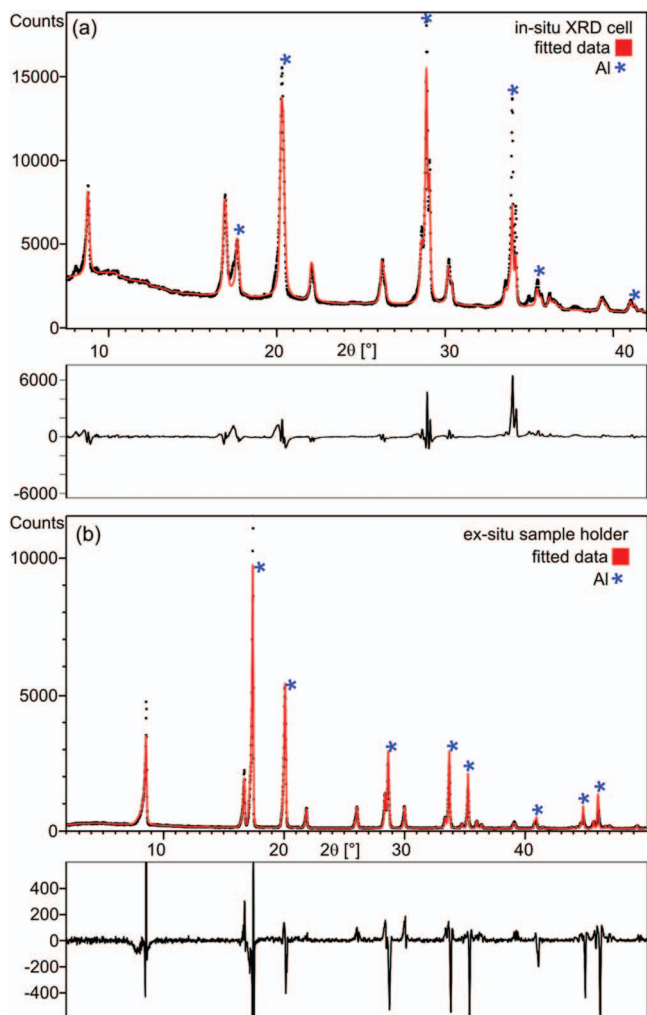 Counts
(a)
in-situ XRD cell
fitted data
Al *
15000
10000
5000
0
10 20 2θ [°] 30 40
6000
0
-6000
Counts
(b)
ex-situ sample holder
fitted data
Al *
10000
5000
0
10 20 2θ [°] 30 40
400
200
0
-200
-400